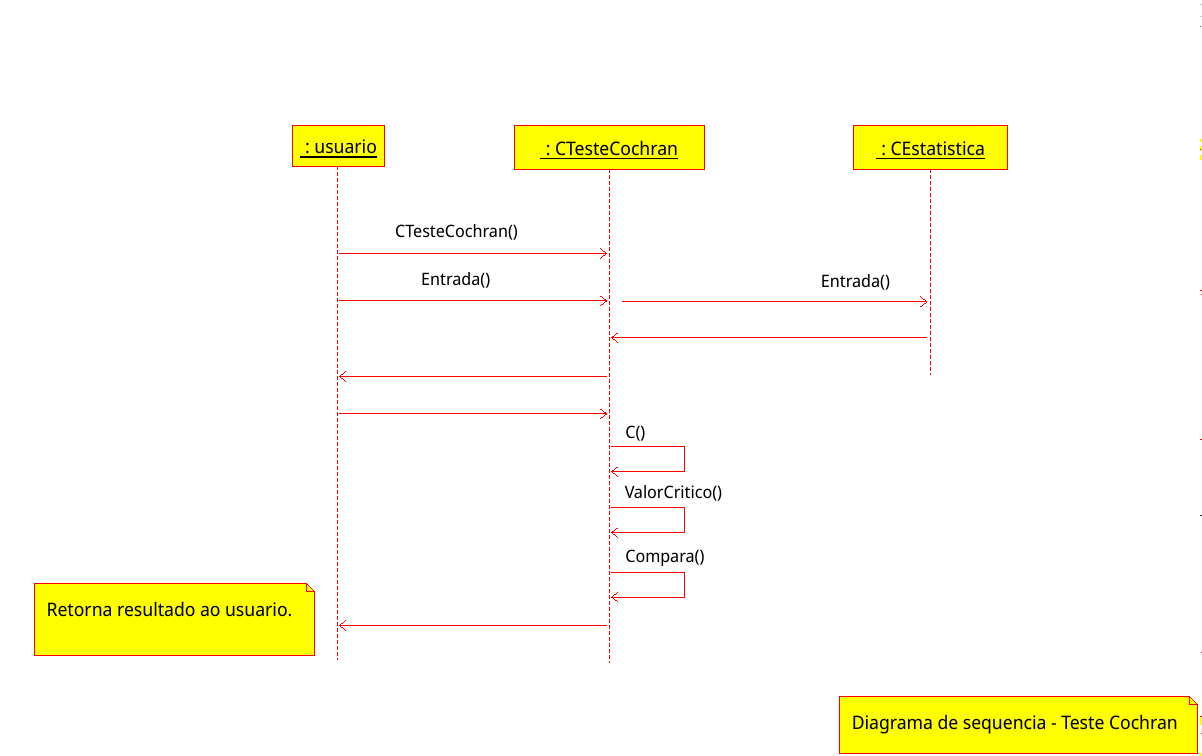 : usuario
: CTesteCochran
: CEstatistica
CTesteCochran()
Entrada()
Entrada()
C()
ValorCritico()
Compara()
Retorna resultado ao usuario.
Diagrama de sequencia - Teste Cochran